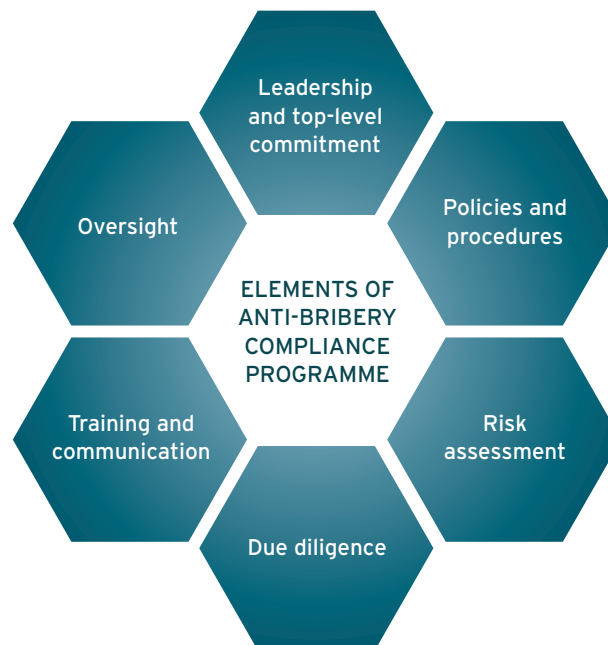 Leadership
and top-level
commitment
Policies and
procedures
Risk
assessment
Due diligence
Training and
communication
Oversight
ELEMENTS OF
ANTI-BRIBERY
COMPLIANCE
PROGRAMME